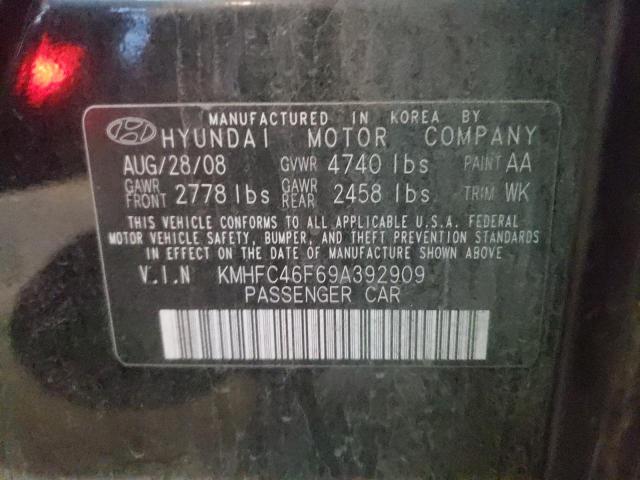 MANUFACTURED IN KOREA BY
HYUNDAI MOTOR COMPANY
AUG/28/08 GVWR 4740 lbs PAINT AA
GAWR FRONT 2778 lbs GAWR REAR 2458 lbs TRIM WK
THIS VEHICLE CONFORMS TO ALL APPLICABLE U.S.A. FEDERAL
MOTOR VEHICLE SAFETY, BUMPER, AND THEFT PREVENTION STANDARDS
IN EFFECT ON THE DATE OF MANUFACTURE SHOWN ABOVE
V.I.N KMHFC46F69A392909
PASSENGER CAR